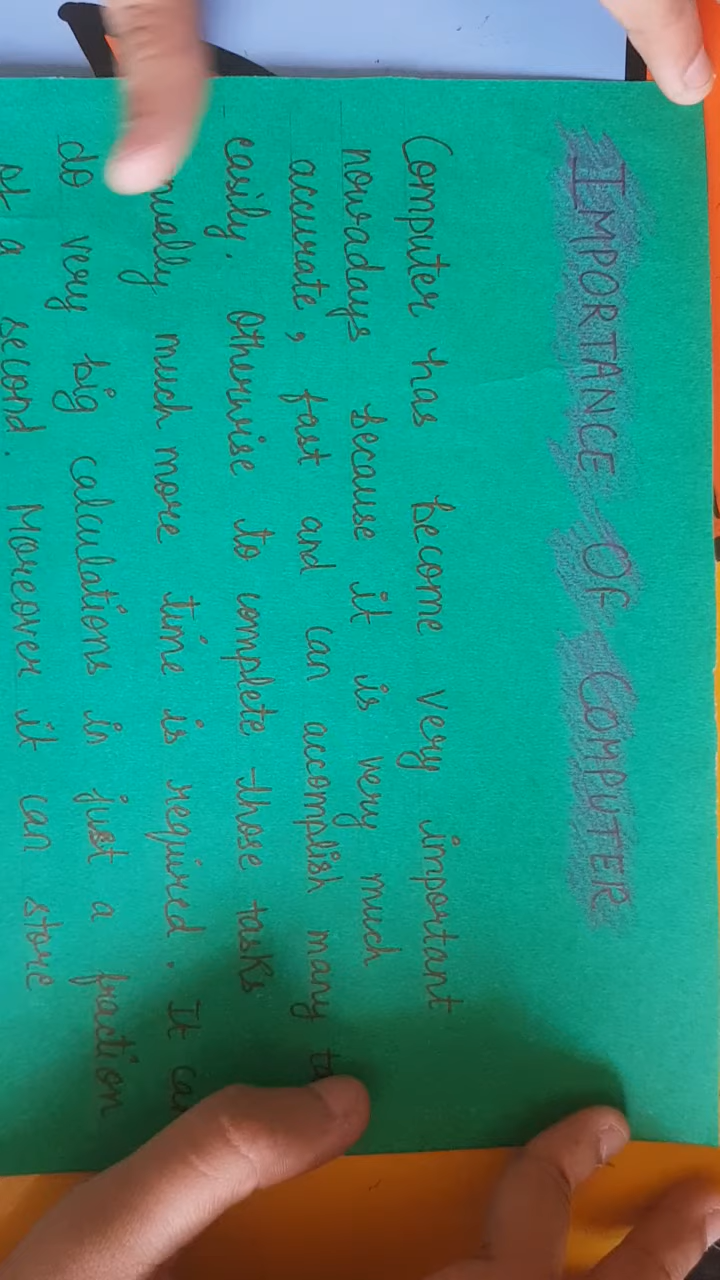 IMPORTANCE OF COMPUTER
Computer has become very important
nowadays because it is very much
accurate, fast and can accomplish many
easily. Otherwise to complete those tasks
much more time is required. It can
do very big calculations in just a fraction
of a second. Moreover it can store